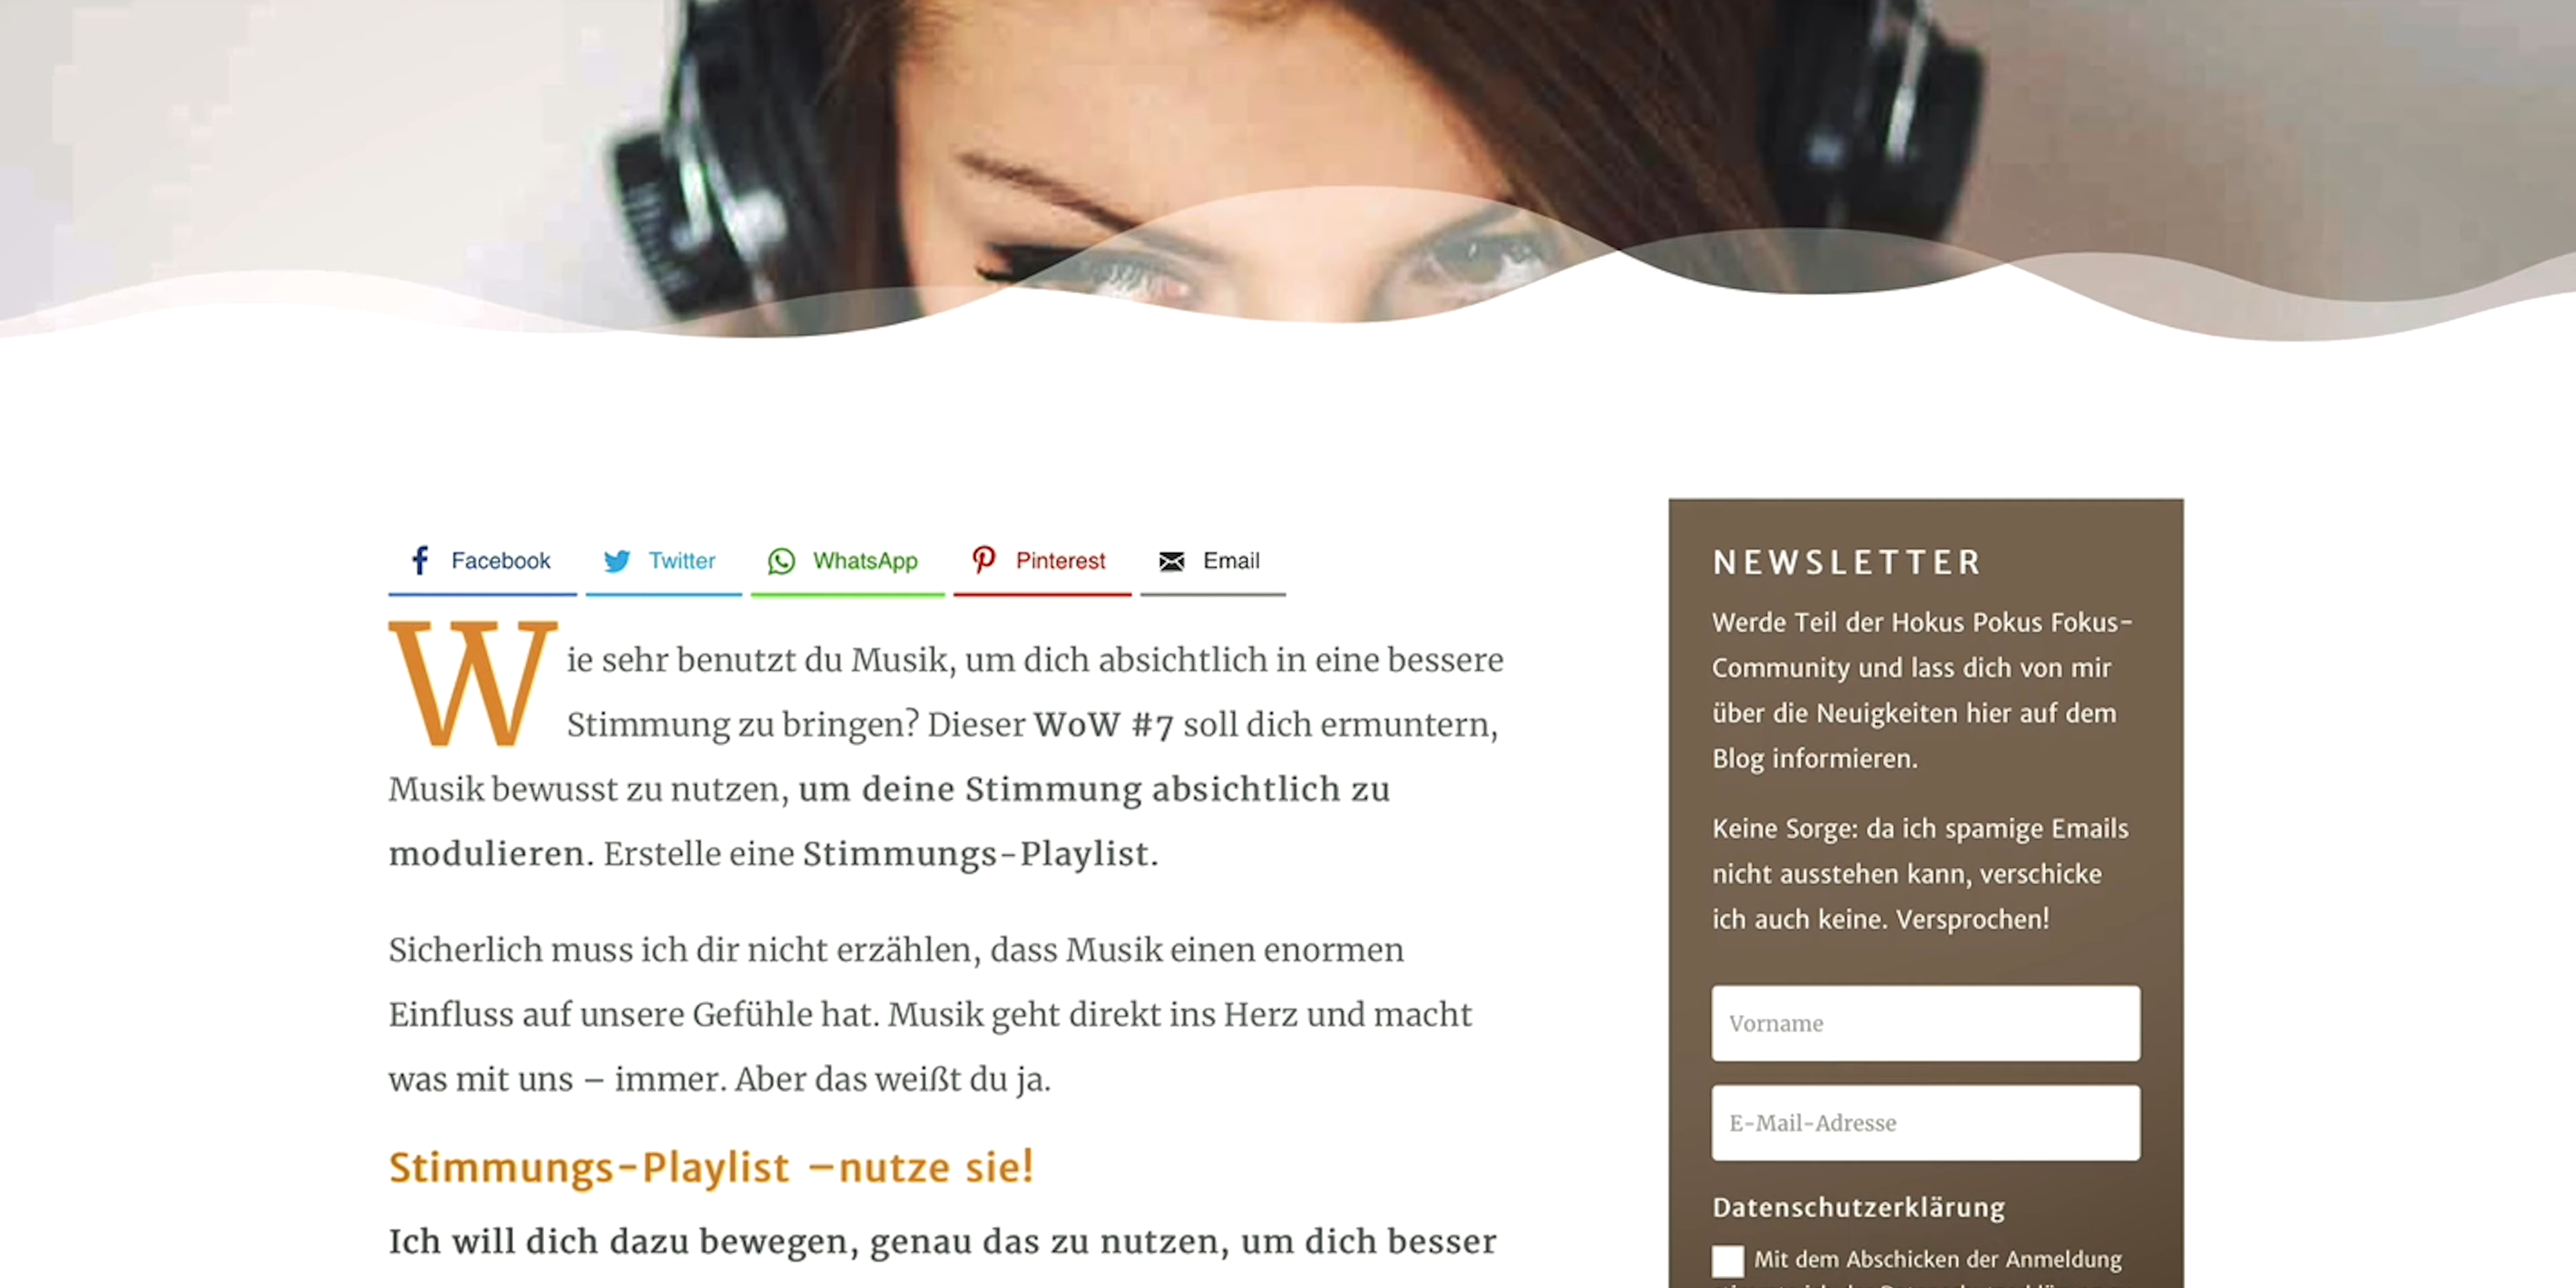 Facebook Twitter WhatsApp Pinterest Email
Wie sehr benutzt du Musik, um dich absichtlich in eine bessere
Stimmung zu bringen? Dieser WoW #7 soll dich ermuntern,
Musik bewusst zu nutzen, um deine Stimmung absichtlich zu
modulieren. Erstelle eine Stimmungs-Playlist.
Sicherlich muss ich dir nicht erzählen, dass Musik einen enormen
Einfluss auf unsere Gefühle hat. Musik geht direkt ins Herz und macht
was mit uns – immer. Aber das weißt du ja.
Stimmungs-Playlist –nutze sie!
Ich will dich dazu bewegen, genau das zu nutzen, um dich besser
NEWSLETTER
Werde Teil der Hokus Pokus Fokus-
Community und lass dich von mir
über die Neuigkeiten hier auf dem
Blog informieren.
Keine Sorge: da ich spamige Emails
nicht ausstehen kann, verschicke
ich auch keine. Versprochen!
Vorname
E-Mail-Adresse
Datenschutzerklärung
Mit dem Abschicken der Anmeldung